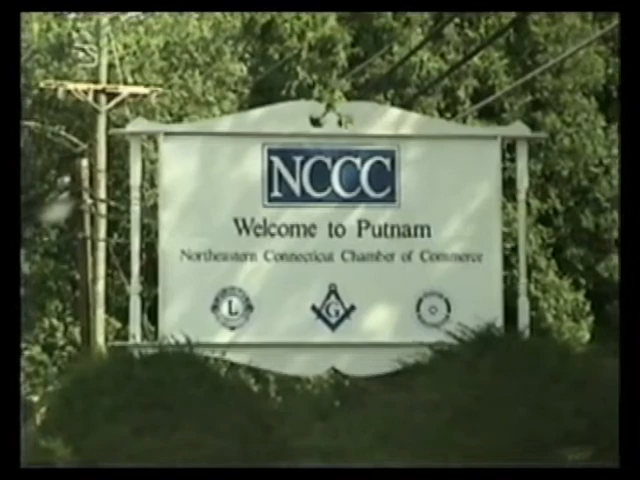 NCCC
Welcome to Putnam
Northeastern Connecticut Chamber of Commerce
L
G